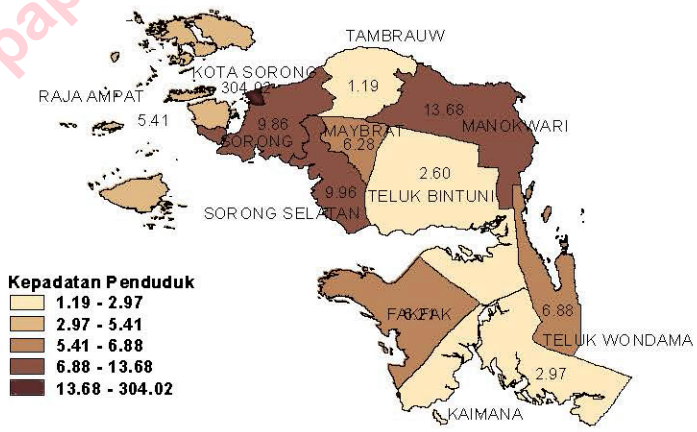 TAMBRAUW
1.19
KOTA SORONG
304.02
RAJA AMPAT
5.41
13.68
MANOKWARI
9.86
SORONG
MAYBRAT
6.28
2.60
TELUK BINTUNI
9.96
SORONG SELATAN
Kepadatan Penduduk
1.19 - 2.97
2.97 - 5.41
5.41 - 6.88
6.88 - 13.68
13.68 - 304.02
FAKFAK
6.88
TELUK WONDAMA
2.97
KAIMANA